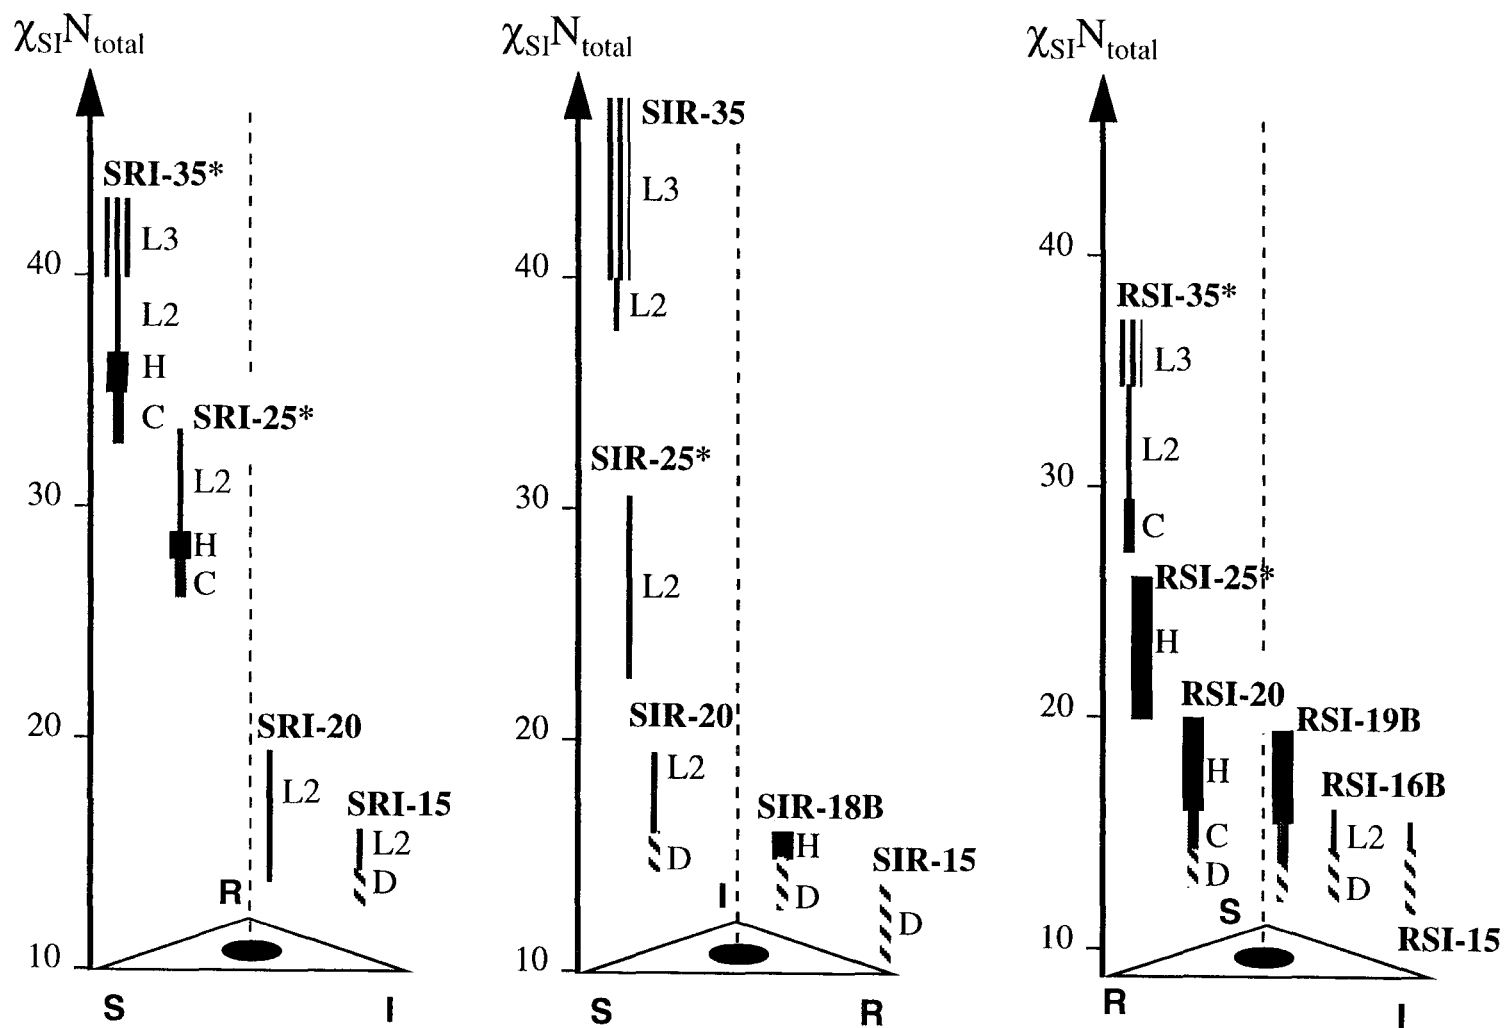 χSINtotal
SRI-35*
L3
40
L2
H
C
SRI-25*
30
L2
H
C
20
SRI-20
L2
SRI-15
L2
D
R
10
S
I
χSINtotal
SIR-35
L3
40
L2
SIR-25*
30
L2
SIR-20
20
L2
D
SIR-18B
H
D
SIR-15
D
I
10
S
R
χSINtotal
40
RSI-35*
L3
30
L2
C
RSI-25*
H
20
RSI-20
H
C
D
RSI-19B
RSI-16B
L2
D
RSI-15
S
10
R
I